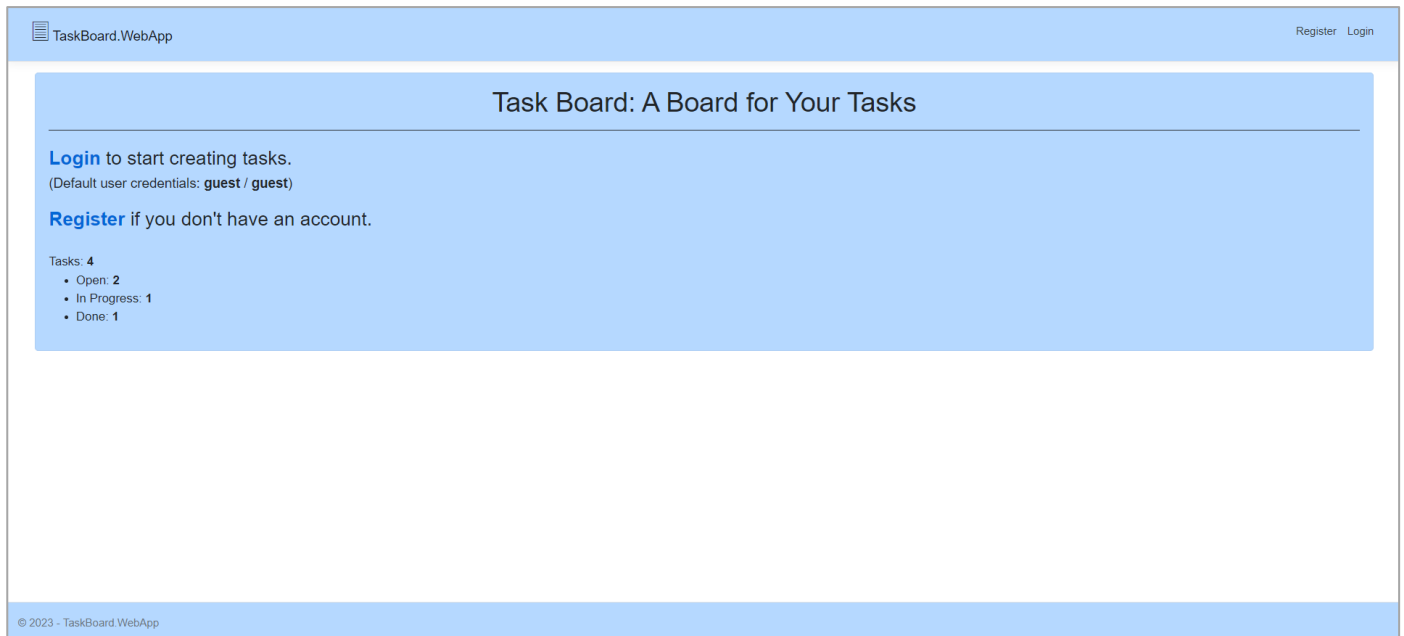 TaskBoard.WebApp
Register Login
Task Board: A Board for Your Tasks
Login to start creating tasks.
(Default user credentials: guest / guest)
Register if you don't have an account.
Tasks: 4
Open: 2
In Progress: 1
Done: 1
© 2023 - TaskBoard.WebApp